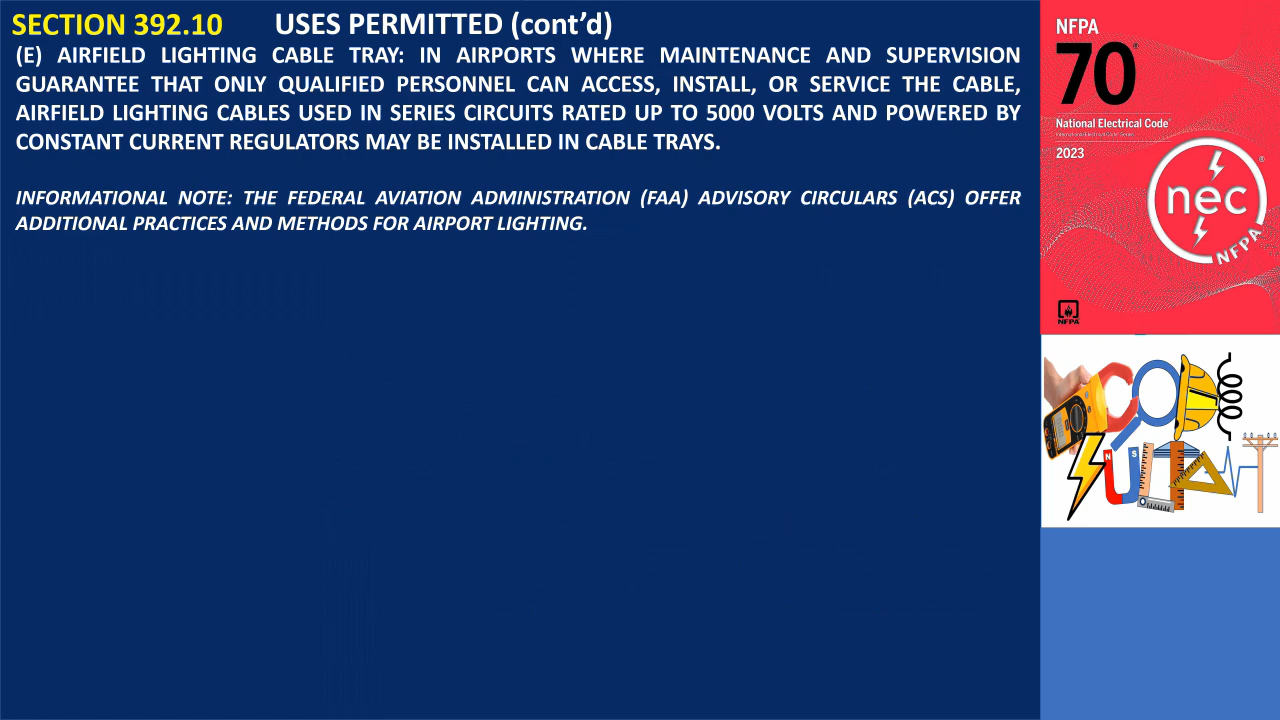 SECTION 392.10 USES PERMITTED (cont’d)
(E) AIRFIELD LIGHTING CABLE TRAY: IN AIRPORTS WHERE MAINTENANCE AND SUPERVISION
GUARANTEE THAT ONLY QUALIFIED PERSONNEL CAN ACCESS, INSTALL, OR SERVICE THE CABLE,
AIRFIELD LIGHTING CABLES USED IN SERIES CIRCUITS RATED UP TO 5000 VOLTS AND POWERED BY
CONSTANT CURRENT REGULATORS MAY BE INSTALLED IN CABLE TRAYS.
INFORMATIONAL NOTE: THE FEDERAL AVIATION ADMINISTRATION (FAA) ADVISORY CIRCULARS (ACS) OFFER
ADDITIONAL PRACTICES AND METHODS FOR AIRPORT LIGHTING.
NFPA
70®
National Electrical Code®
International Electrical Code® Series
2023
nec®
NFPA
NFPA
N S